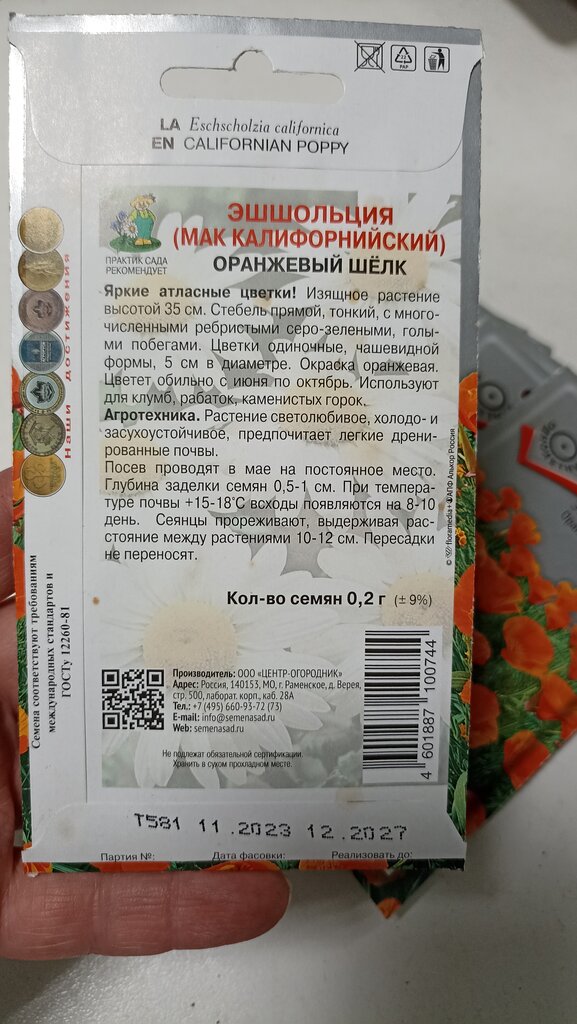 LA Eschscholzia californica
EN CALIFORNIAN POPPY
ПРАКТИК САДА
РЕКОМЕНДУЕТ
ЭШШОЛЬЦИЯ
(МАК КАЛИФОРНИЙСКИЙ)
ОРАНЖЕВЫЙ ШЁЛК
Яркие атласные цветки! Изящное растение
высотой 35 см. Стебель прямой, тонкий, с много-
численными ребристыми серо-зелеными, голы-
ми побегами. Цветки одиночные, чашевидной
формы, 5 см в диаметре. Окраска оранжевая.
Цветет обильно с июня по октябрь. Используют
для клумб, рабаток, каменистых горок.
Агротехника. Растение светолюбивое, холодо- и
засухоустойчивое, предпочитает легкие дрени-
рованные почвы.
Посев проводят в мае на постоянное место.
Глубина заделки семян 0,5-1 см. При темпера-
туре почвы +15-18°С всходы появляются на 8-10
день. Сеянцы прореживают, выдерживая рас-
стояние между растениями 10-12 см. Пересадки
не переносят.
Кол-во семян 0,2 г (± 9%)
Наши достижения
Семена соответствуют требованиям
международных стандартов и
ГОСТу 12260-81
Производитель: ООО «ЦЕНТР-ОГОРОДНИК»
Адрес: Россия, 140153, МО, г. Раменское, д. Верея,
стр. 500, лаборат. корп., каб. 28А
Тел.: +7 (495) 660-93-72 (73)
E-mail: info@semenasad.ru
Web: semenasad.ru
Не подлежат обязательной сертификации.
Хранить в сухом прохладном месте.
4 601887 100744
Т581 11.2023 12.2027
Партия №: Дата фасовки: Реализовать до: